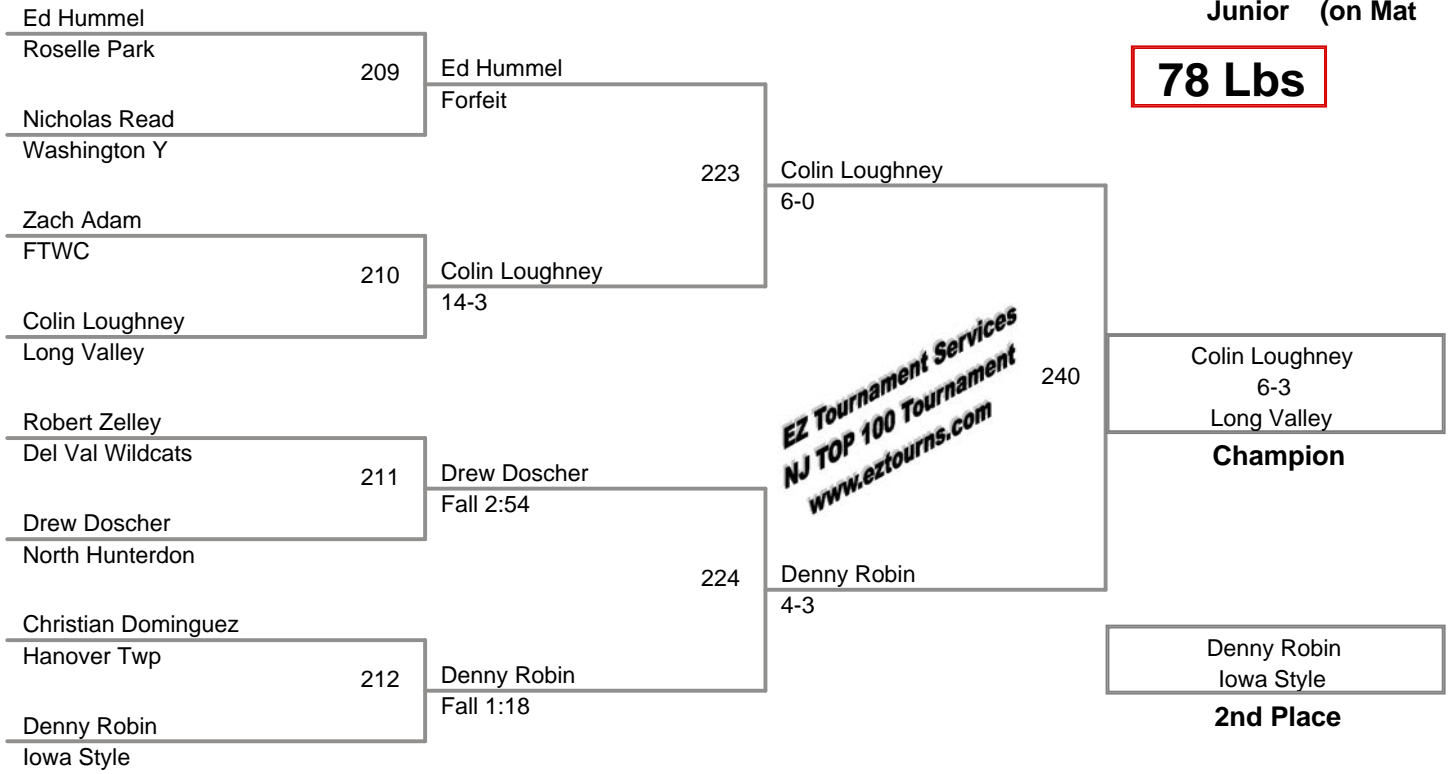 Junior (on Mat
78 Lbs
Ed Hummel
Roselle Park
209
Nicholas Read
Washington Y
Zach Adam
FTWC
210
Colin Loughney
Long Valley
Robert Zelley
Del Val Wildcats
211
Drew Doscher
North Hunterdon
Christian Dominguez
Hanover Twp
212
Denny Robin
Iowa Style
Ed Hummel
Forfeit
223
Colin Loughney
14-3
Drew Doscher
Fall 2:54
224
Denny Robin
Fall 1:18
Colin Loughney
6-0
EZ Tournament Services
NJ TOP 100 Tournament
www.eztourns.com
240
Denny Robin
4-3
Colin Loughney
6-3
Long Valley
Champion
Denny Robin
Iowa Style
2nd Place